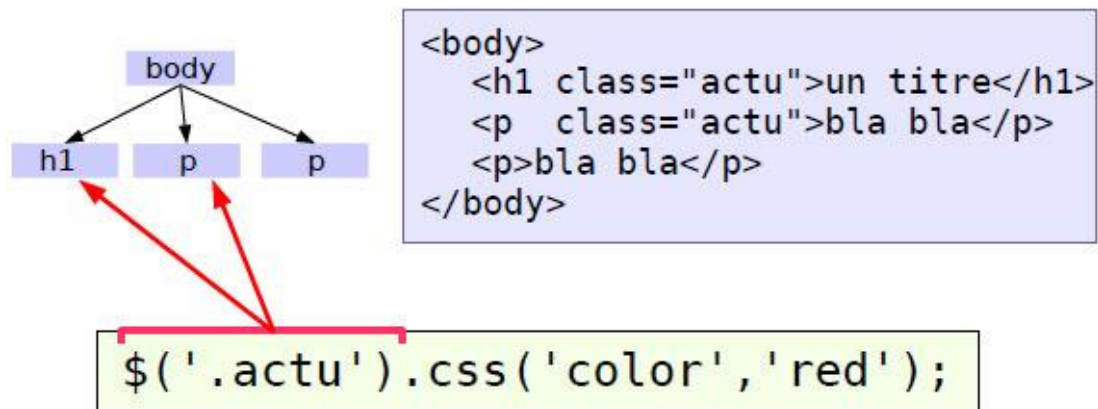 body
h1 p p
<body>
<h1 class="actu">un titre</h1>
<p  class="actu">bla bla</p>
<p>bla bla</p>
</body>
$('.actu').css('color','red');